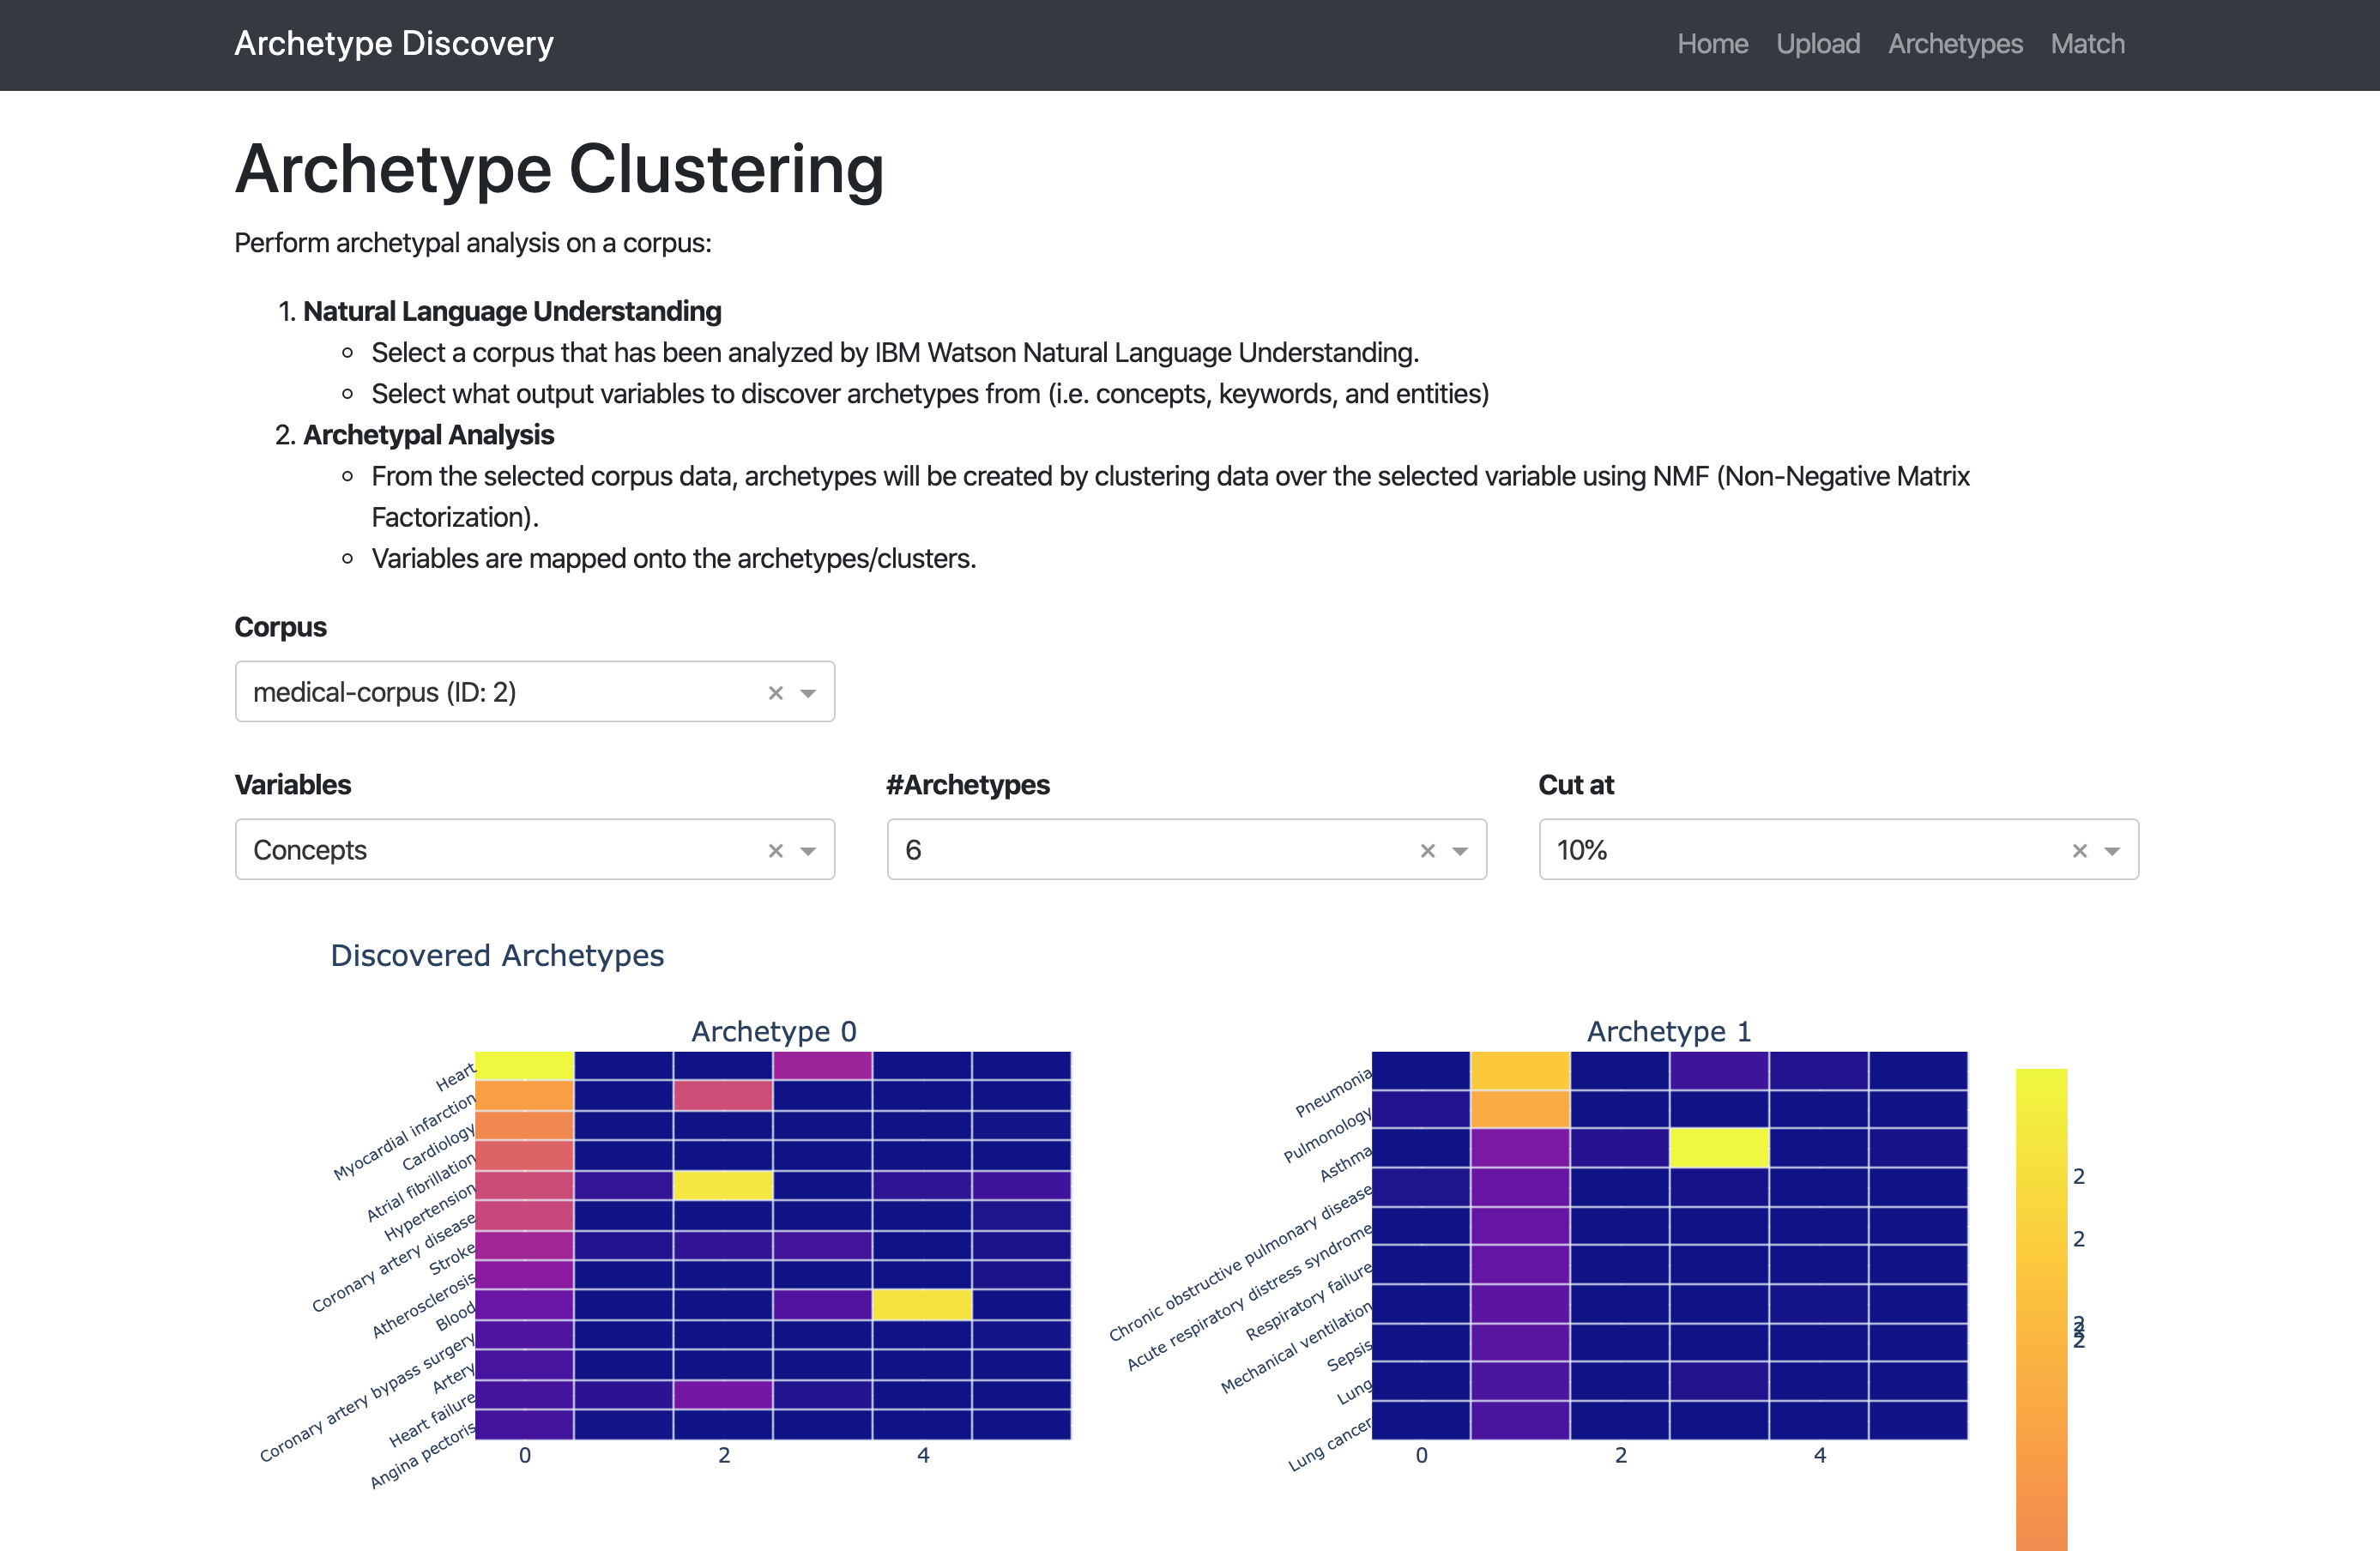 Archetype Discovery
Home Upload Archetypes Match
Archetype Clustering
Perform archetypal analysis on a corpus:
1. Natural Language Understanding
Select a corpus that has been analyzed by IBM Watson Natural Language Understanding.
Select what output variables to discover archetypes from (i.e. concepts, keywords, and entities)
2. Archetypal Analysis
From the selected corpus data, archetypes will be created by clustering data over the selected variable using NMF (Non-Negative Matrix
Factorization).
Variables are mapped onto the archetypes/clusters.
Corpus
medical-corpus (ID: 2)
Variables
#Archetypes
Cut at
Concepts
6
10%
Discovered Archetypes
Archetype 0
Heart
Myocardial infarction
Cardiology
Atrial fibrillation
Hypertension
Coronary artery disease
Stroke
Atherosclerosis
Blood
Coronary artery bypass surgery
Artery
Heart failure
Angina pectoris
0 2 4
Archetype 1
Pneumonia
Pulmonology
Asthma
Chronic obstructive pulmonary disease
Acute respiratory distress syndrome
Respiratory failure
Mechanical ventilation
Sepsis
Lung
Lung cancer
0 2 4
2
2
2
2
2